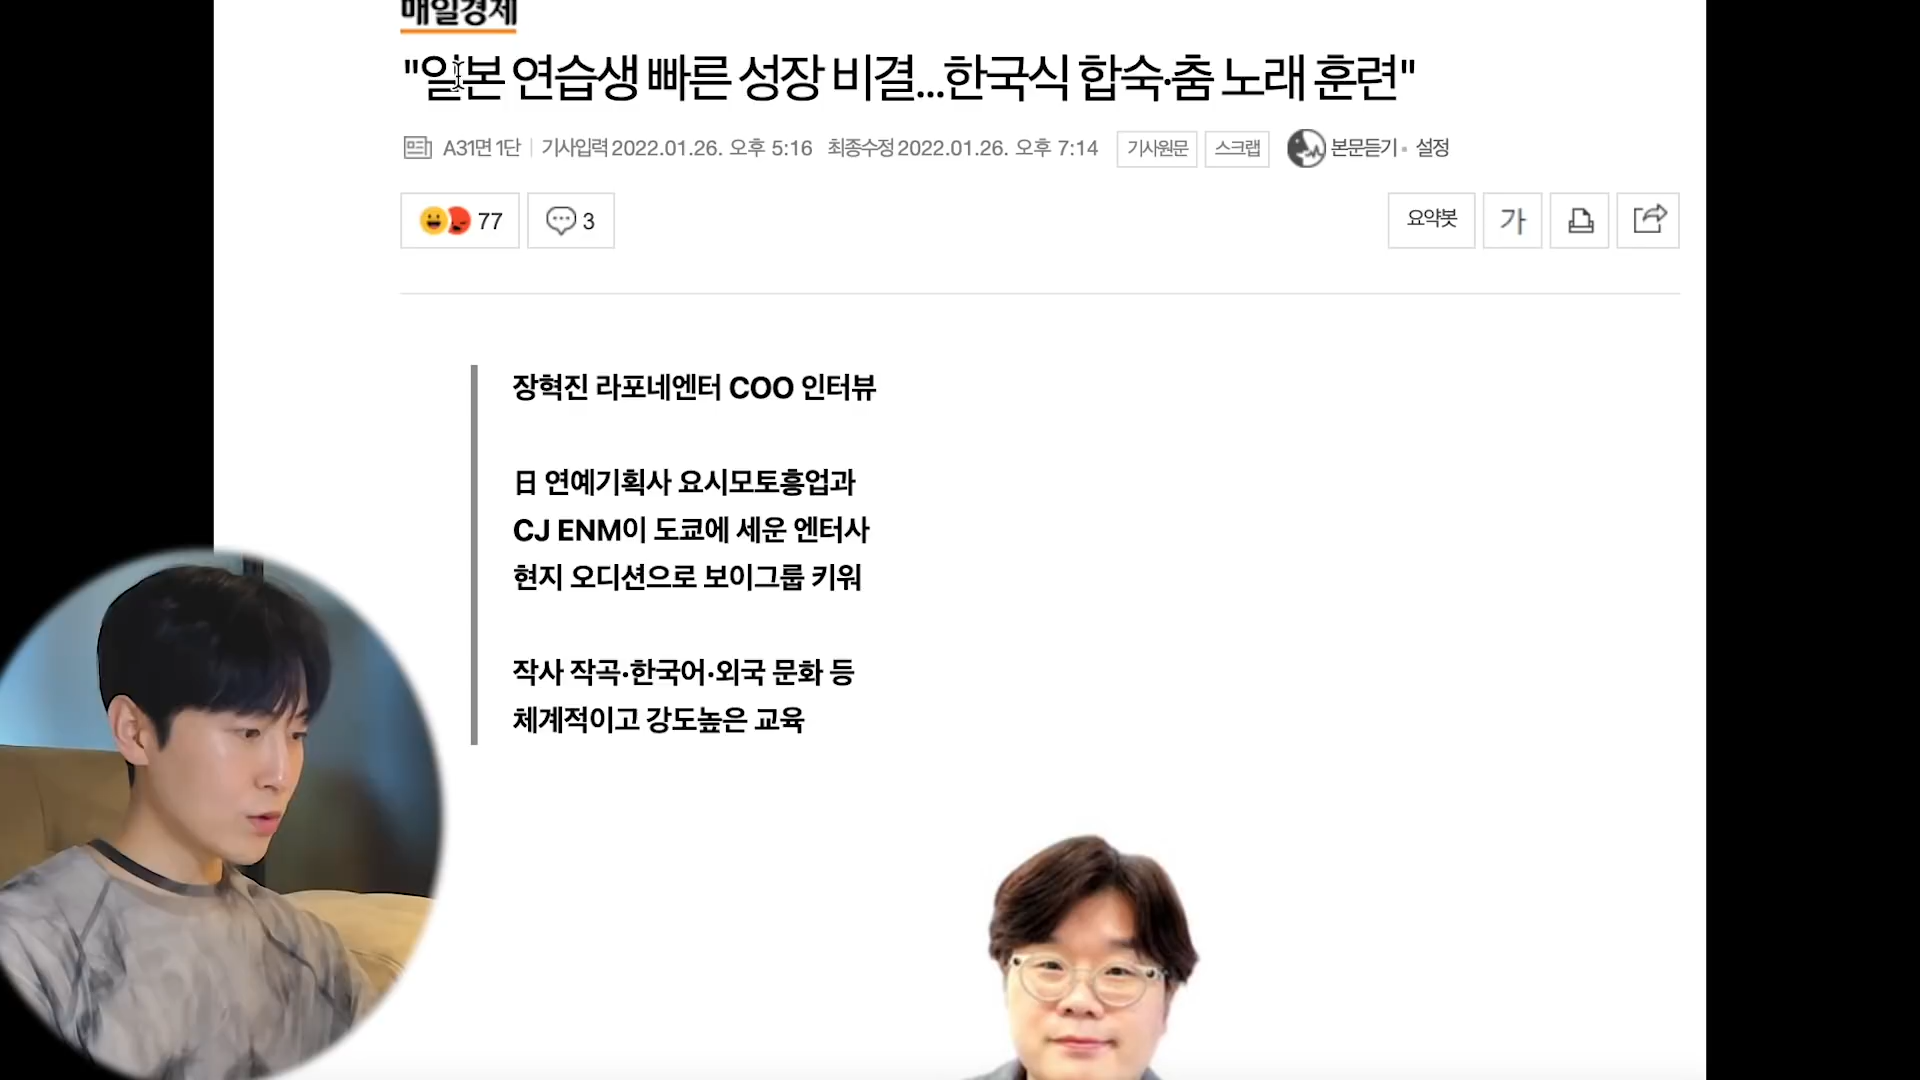 매일경제
"일본 연습생 빠른 성장 비결...한국식 합숙·춤 노래 훈련"
A31면 1단 기사입력 2022.01.26. 오후 5:16 최종수정 2022.01.26. 오후 7:14 기사원문 스크랩 본문듣기 · 설정
77 3 요약봇 가
장혁진 라포네엔터 COO 인터뷰
日 연예기획사 요시모토흥업과
CJ ENM이 도쿄에 세운 엔터사
현지 오디션으로 보이그룹 키워
작사 작곡·한국어·외국 문화 등
체계적이고 강도높은 교육